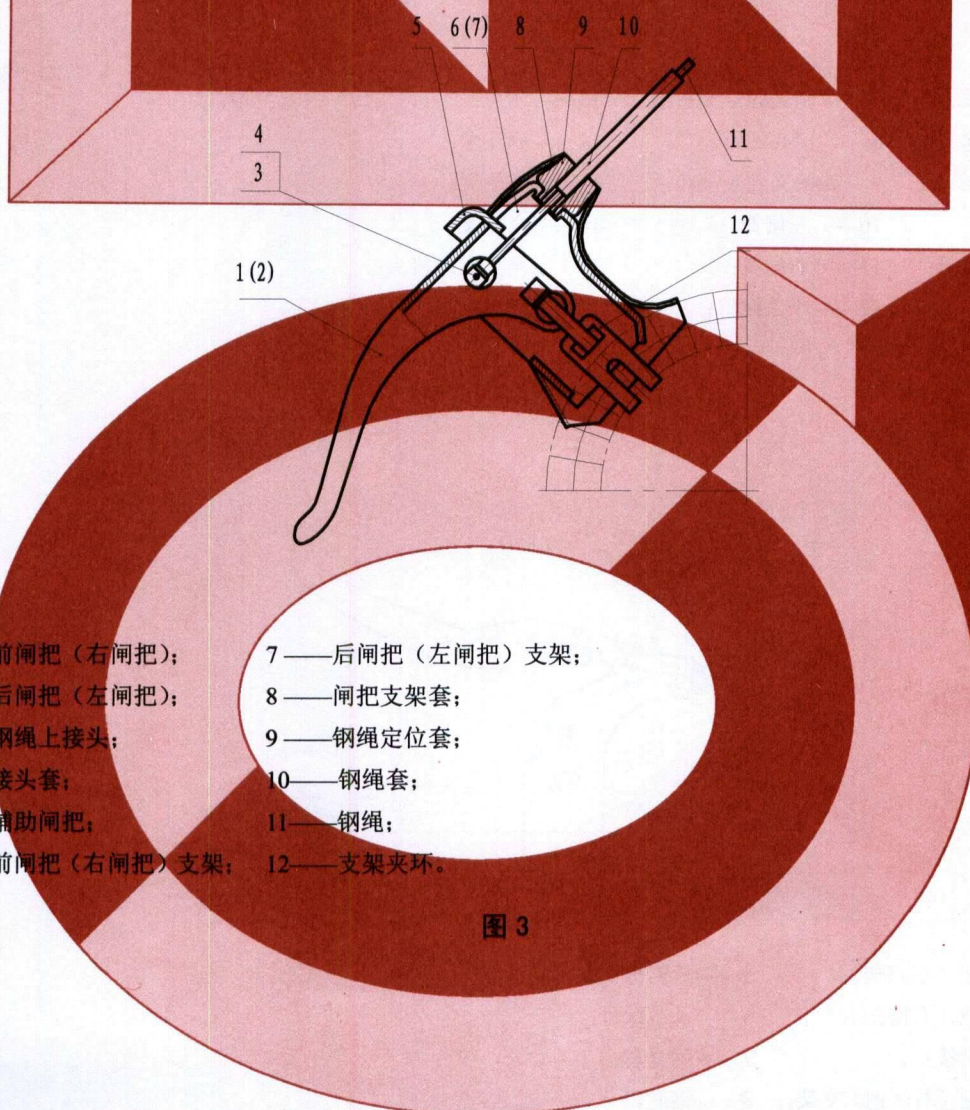 5 6(7) 8 9 10
4
11
3
12
1(2)
前闸把（右闸把）； 7——后闸把（左闸把）支架；
后闸把（左闸把）； 8——闸把支架套；
钢绳上接头； 9——钢绳定位套；
接头套； 10——钢绳套；
辅助闸把； 11——钢绳；
前闸把（右闸把）支架； 12——支架夹环。
图 3